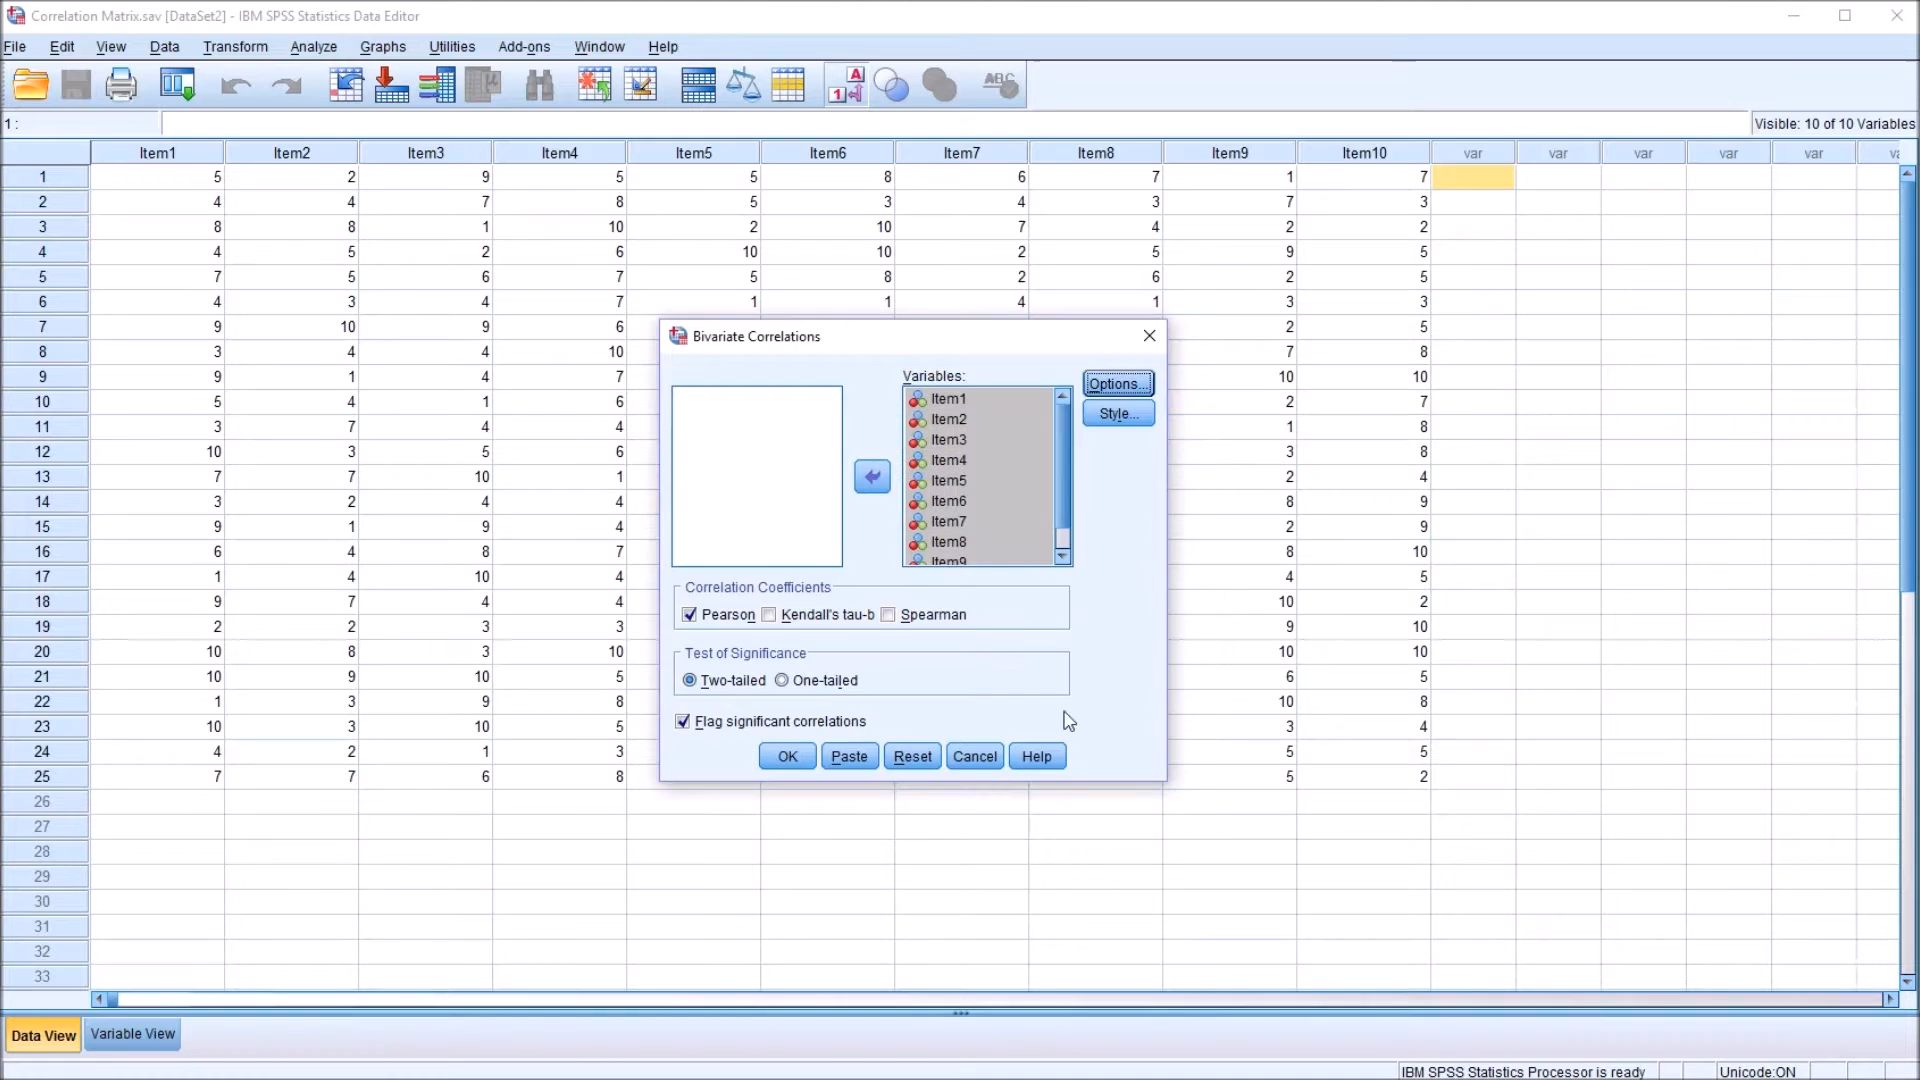 Correlation Matrix.sav [DataSet2] - IBM SPSS Statistics Data Editor
File Edit View Data Transform Analyze Graphs Utilities Add-ons Window Help
1 :
Visible: 10 of 10 Variables
Item1 Item2 Item3 Item4 Item5 Item6 Item7 Item8 Item9 Item10 var var var var var
1 5 2 9 5 5 8 6 7 1 7
2 4 4 7 8 5 3 4 3 7 3
3 8 8 1 10 2 10 7 4 2 2
4 4 5 2 6 10 10 2 5 9 5
5 7 5 6 7 5 8 2 6 2 5
6 4 3 4 7 1 1 4 1 3 3
7 9 10 9 6 2 5
8 3 4 4 10 7 8
9 9 1 4 7 10 10
10 5 4 1 6 2 7
11 3 7 4 4 1 8
12 10 3 5 6 3 8
13 7 7 10 1 2 4
14 3 2 4 4 8 9
15 9 1 9 4 2 9
16 6 4 8 7 8 10
17 1 4 10 4 4 5
18 9 7 4 4 10 2
19 2 2 3 3 9 10
20 10 8 3 10 10 10
21 10 9 10 5 6 5
22 1 3 9 8 10 8
23 10 3 10 5 3 4
24 4 2 1 3 5 5
25 7 7 6 8 5 2
26
27
28
29
30
31
32
33
Bivariate Correlations
Variables:
Item1
Item2
Item3
Item4
Item5
Item6
Item7
Item8
Item9
Options...
Style...
Correlation Coefficients
Pearson Kendall's tau-b Spearman
Test of Significance
Two-tailed One-tailed
Flag significant correlations
OK Paste Reset Cancel Help
Data View Variable View
IBM SPSS Statistics Processor is ready Unicode:ON